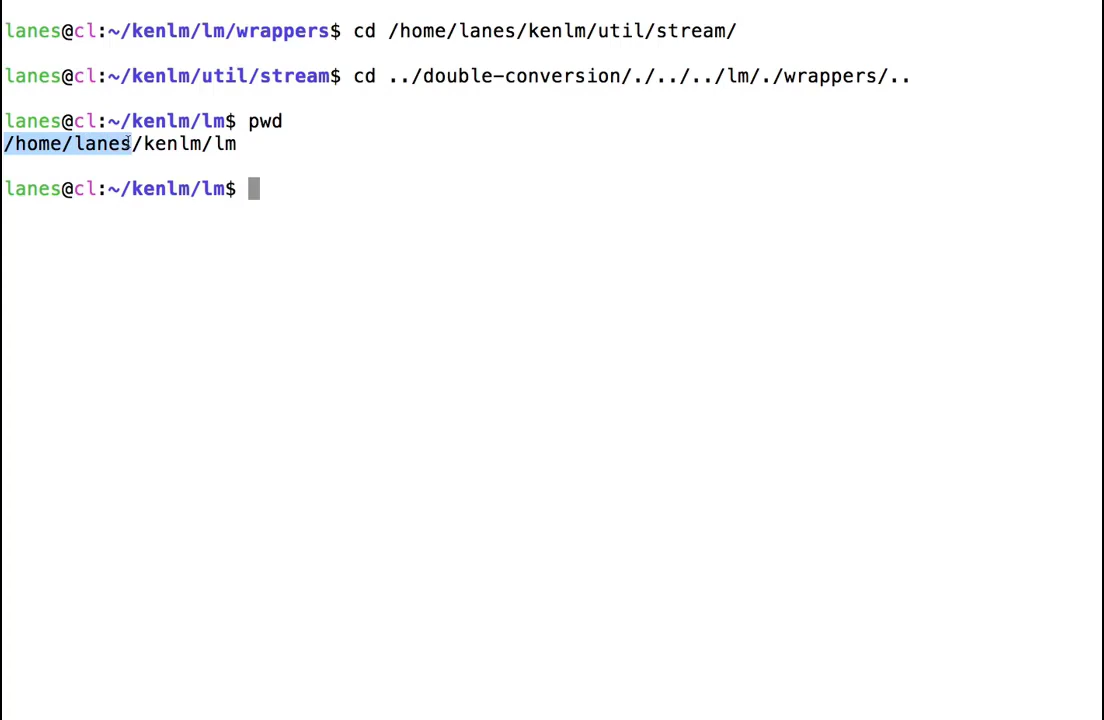 lanes@cl:~/kenlm/lm/wrappers$ cd /home/lanes/kenlm/util/stream/
lanes@cl:~/kenlm/util/stream$ cd ../double-conversion/./../../lm/./wrappers/..
lanes@cl:~/kenlm/lm$ pwd
/home/lanes/kenlm/lm
lanes@cl:~/kenlm/lm$